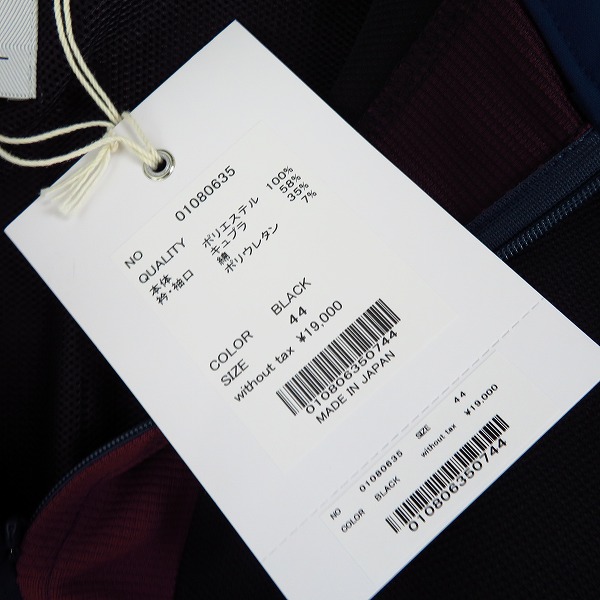 NO 01080635
QUALITY
本体 ポリエステル 100%
衿・袖口 キュプラ 58%
綿 35%
ポリウレタン 7%
COLOR BLACK
SIZE 44
without tax ¥19,000
010806350744
MADE IN JAPAN
NO 01080635 SIZE 44
COLOR BLACK without tax ¥19,000
010806350744